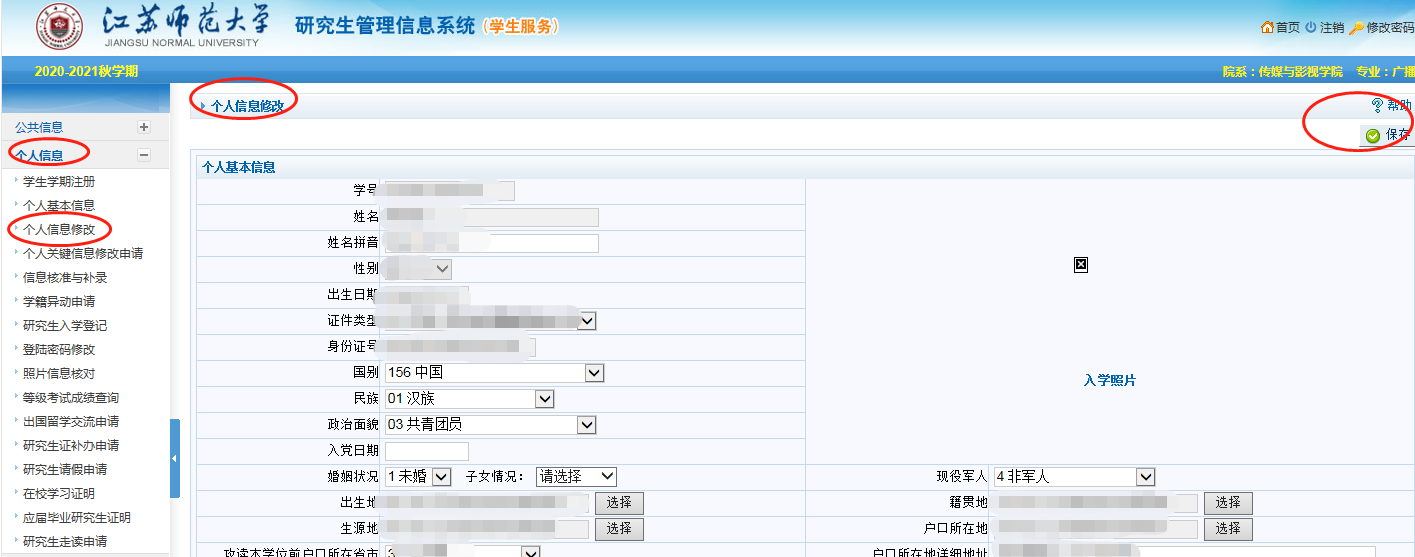 江苏师范大学
JIANGSU NORMAL UNIVERSITY
研究生管理信息系统（学生服务）
首页 注销 修改密码
2020-2021秋学期
院系：传媒与影视学院 专业：广播
公共信息
个人信息
学生学期注册
个人基本信息
个人信息修改
个人关键信息修改申请
信息核准与补录
学籍异动申请
研究生入学登记
登陆密码修改
照片信息核对
等级考试成绩查询
出国留学交流申请
研究生证补办申请
研究生请假申请
在校学习证明
应届毕业研究生证明
研究生走读申请
个人信息修改
帮助
保存
个人基本信息
学号
姓名
姓名拼音
性别
出生日期
证件类型
身份证号
国别 156 中国
民族 01 汉族
政治面貌 03 共青团员
入党日期
入学照片
婚姻状况 1 未婚 子女情况： 请选择 现役军人 4 非军人
出生地 选择 籍贯地 选择
生源地 选择 户口所在地 选择
攻读本学位前户口所在省市 3 户口所在地详细地址